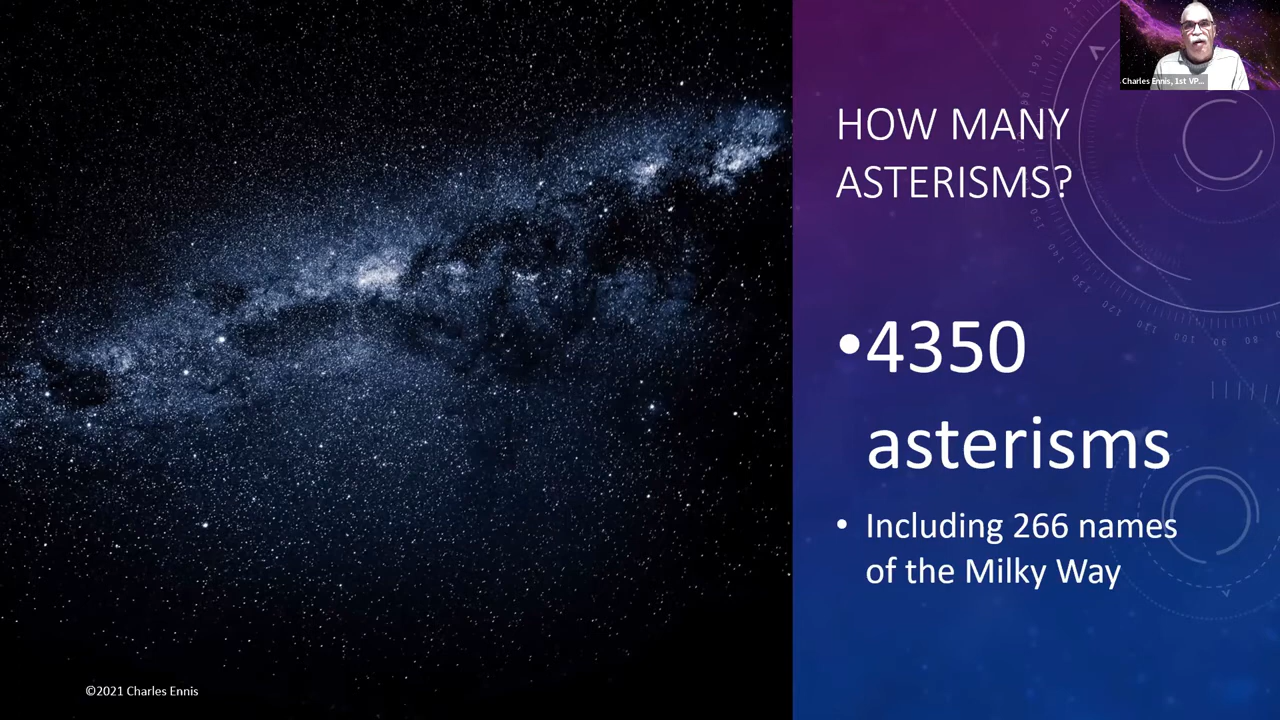 Charles Ennis, 1st VP...
HOW MANY
ASTERISMS?
•4350
asterisms
• Including 266 names
of the Milky Way
©2021 Charles Ennis